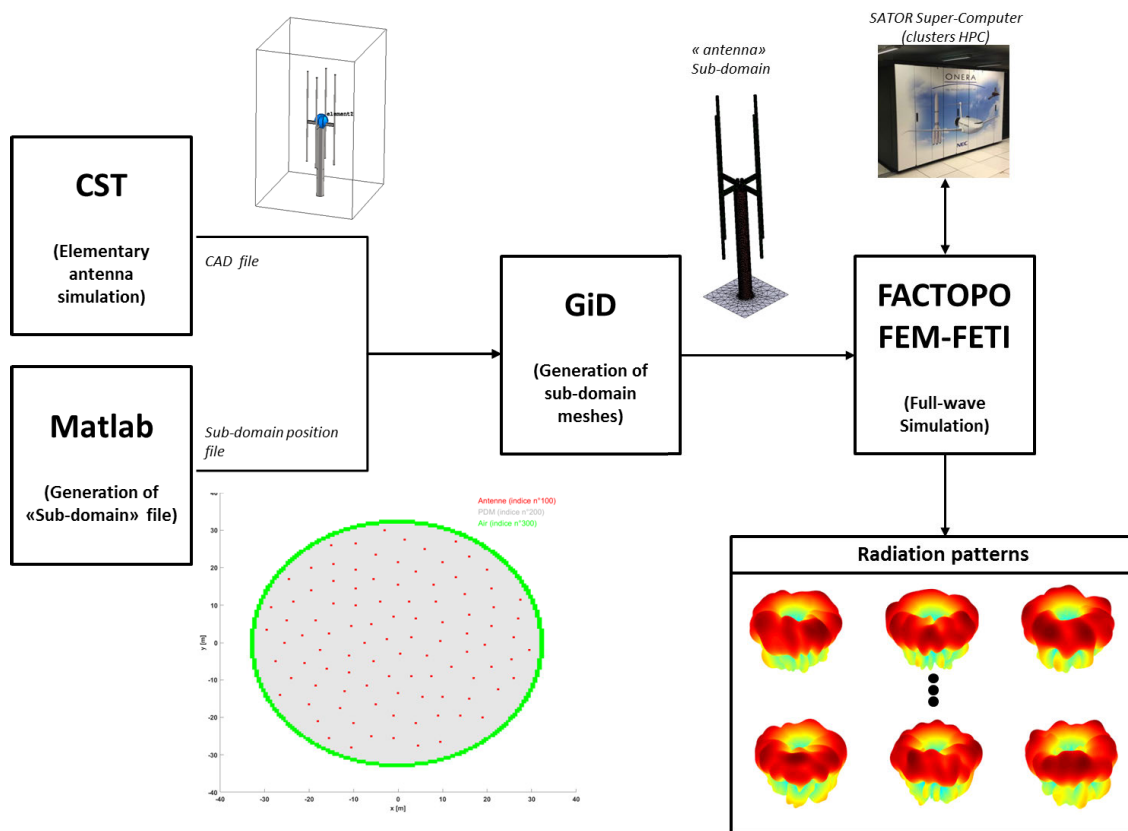 SATOR Super-Computer
(clusters HPC)
« antenna»
Sub-domain
element1
ONERA
NEC
CST
(Elementary
antenna
simulation)
CAD file
GiD
(Generation of
sub-domain
meshes)
FACTOPO
FEM-FETI
(Full-wave
Simulation)
Matlab
(Generation of
«Sub-domain» file)
Sub-domain position
file
Antenne (indice n°100)
PDM (indice n°200)
Air (indice n°300)
40
30
20
10
0
-10
-20
-30
-40
y [m]
-40
-30
-20
-10
0
10
20
30
40
x [m]
Radiation patterns